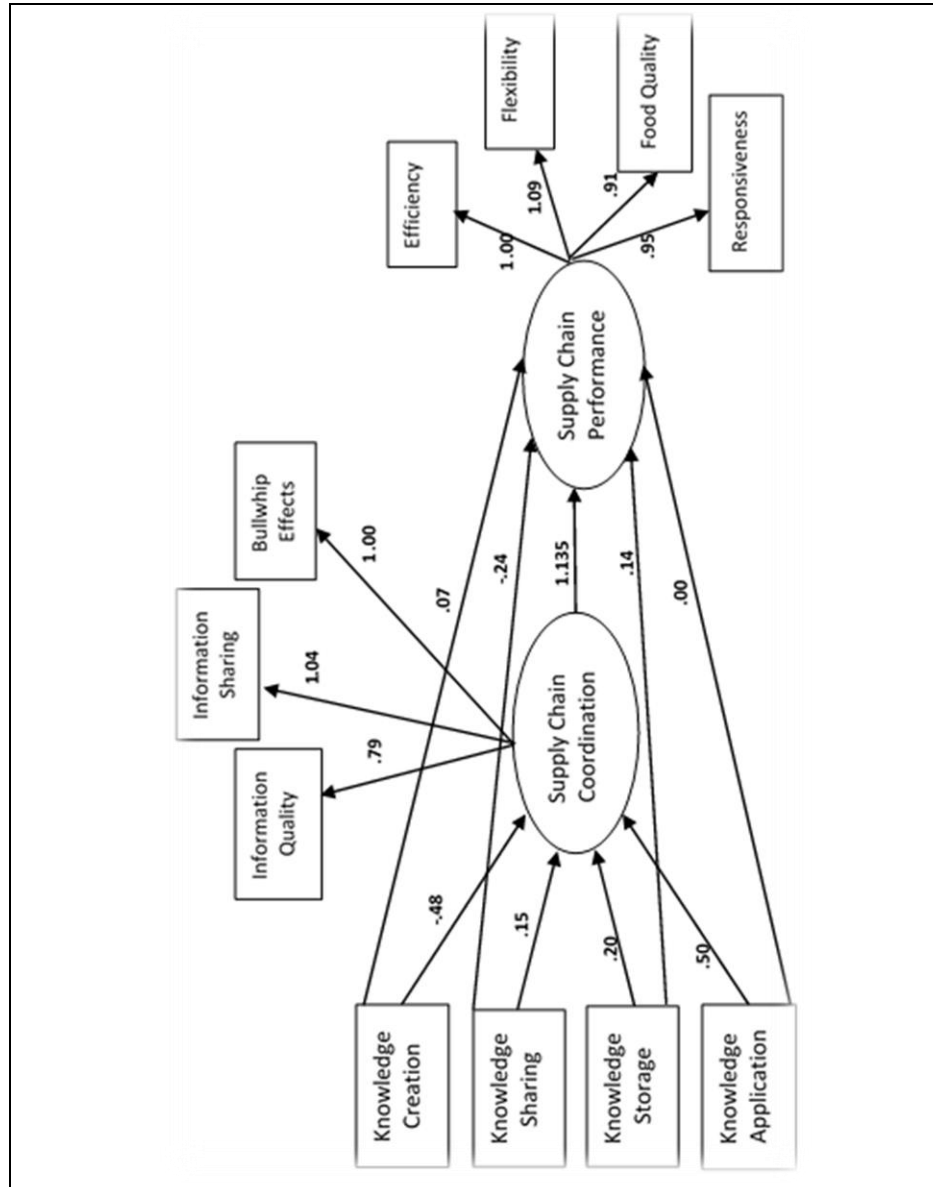 Knowledge
Creation
Knowledge
Sharing
Knowledge
Storage
Knowledge
Application
-.48
.15
.20
.50
Information
Quality
Information
Sharing
Bullwhip
Effects
.79
1.04
1.00
Supply Chain
Coordination
.07
-.24
1.135
.14
.00
Supply Chain
Performance
1.00
1.09
.91
.95
Efficiency
Flexibility
Food Quality
Responsiveness